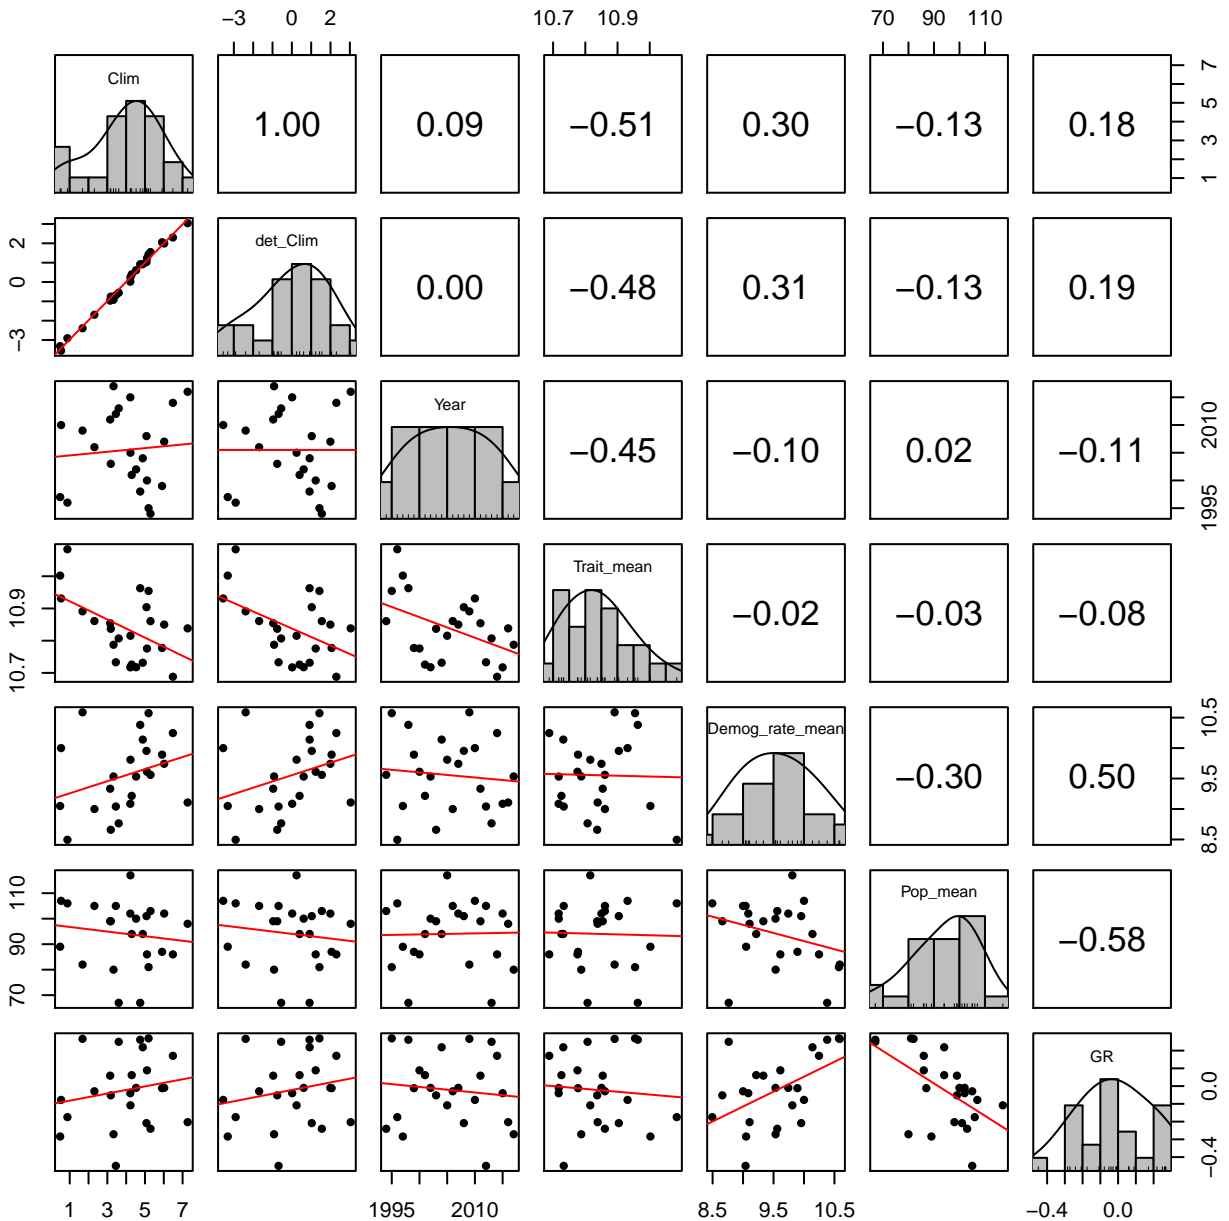 −3 0 2 10.7 10.9 70 90 110
Clim 1.00 0.09 −0.51 0.30 −0.13 0.18 1 3 5 7
−3 0 2 det_Clim 0.00 −0.48 0.31 −0.13 0.19
Year −0.45 −0.10 0.02 −0.11 1995 2010
10.7 10.9 Trait_mean −0.02 −0.03 −0.08
Demog_rate_mean −0.30 0.50 8.5 9.5 10.5
70 90 110 Pop_mean −0.58
GR −0.4 0.0
1 3 5 7 1995 2010 8.5 9.5 10.5 −0.4 0.0